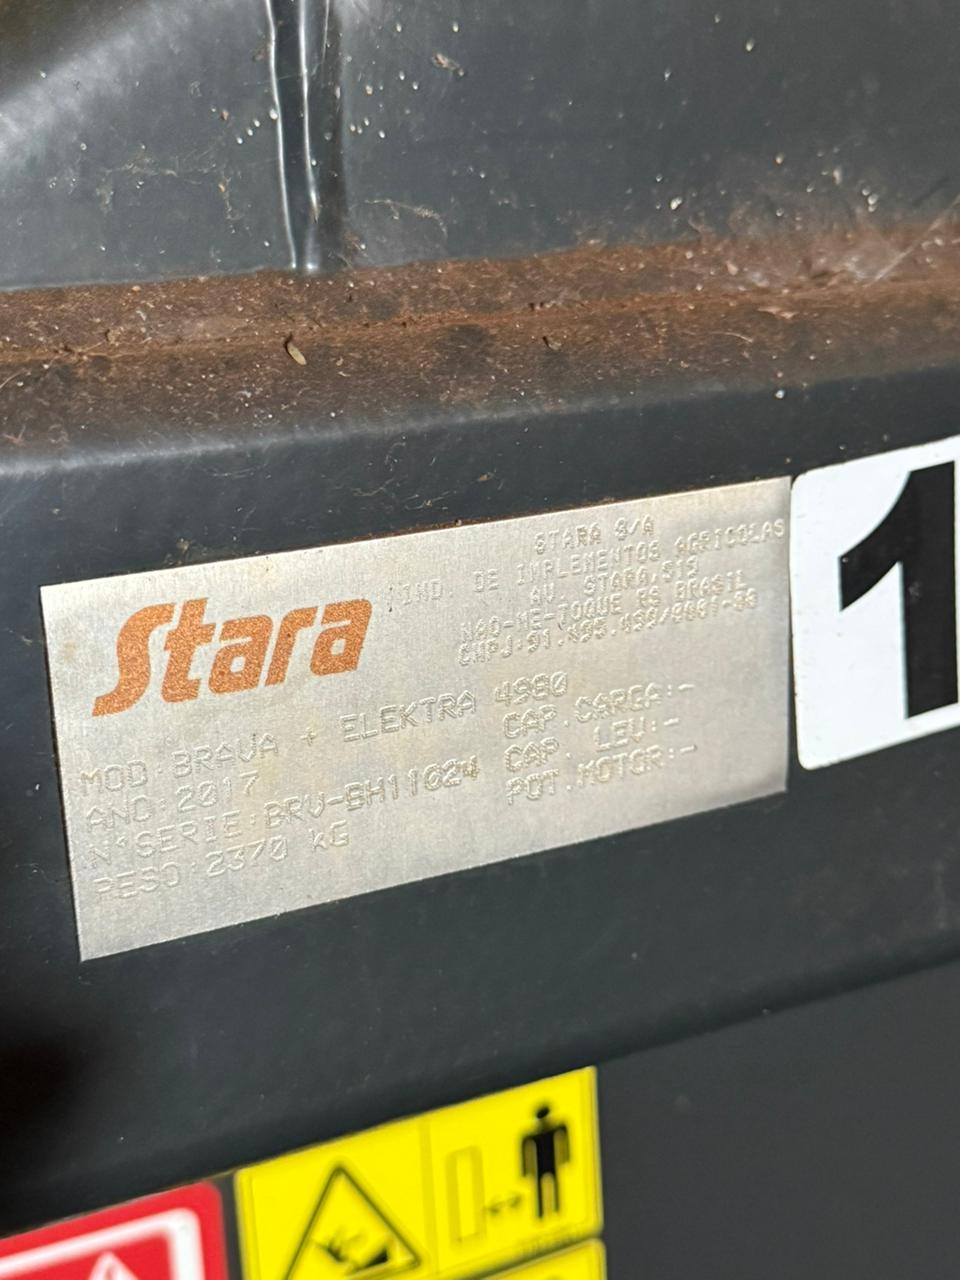 Stara
STARA S/A
IND. DE IMPLEMENTOS AGRICOLAS
AV. STARA,519
NAO-ME-TOQUE RS BRASIL
CNPJ:
MOD:BRAVA + ELEKTRA 4980
ANO:2017
SERIE:BRV-BH11024
PESO:2370 KG
CAP.CARGA:-
CAP. LEV:-
POT.MOTOR:-
1